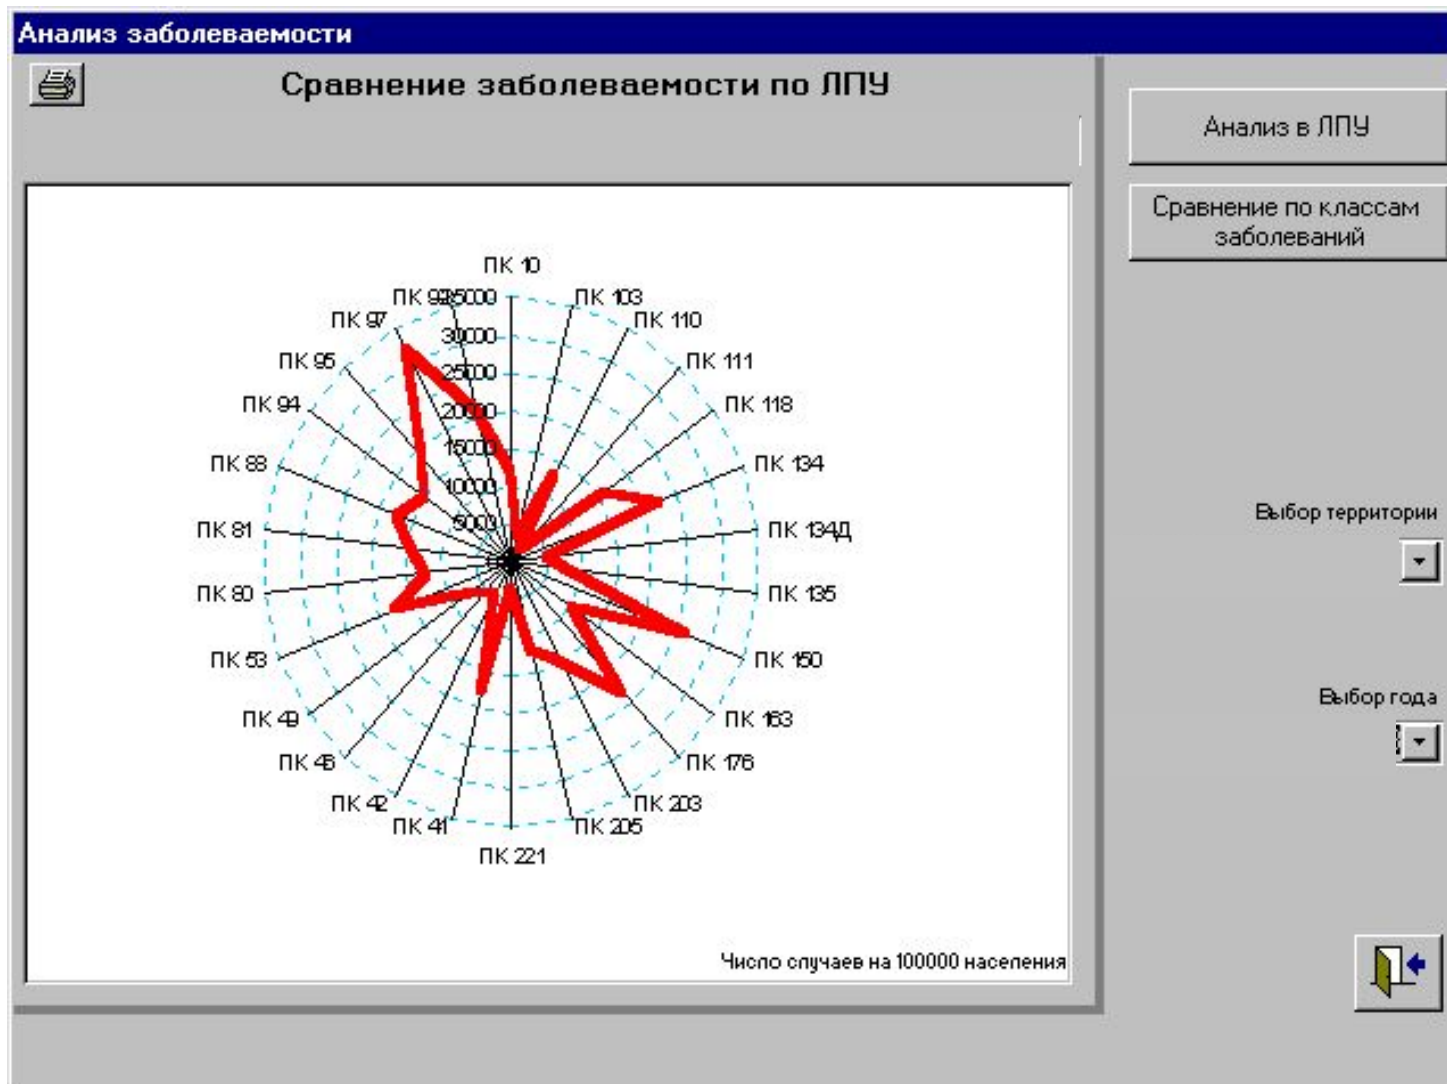 Анализ заболеваемости
Сравнение заболеваемости по ЛПУ
Анализ в ЛПУ
Сравнение по классам
заболеваний
Выбор территории
Выбор года
ПК 10
ПК 103
ПК 110
ПК 111
ПК 118
ПК 134
ПК 134Д
ПК 135
ПК 150
ПК 163
ПК 176
ПК 203
ПК 205
ПК 221
ПК 41
ПК 42
ПК 46
ПК 49
ПК 53
ПК 80
ПК 81
ПК 88
ПК 94
ПК 95
ПК 97
ПК
35000
30000
25000
20000
15000
10000
5000
Число случаев на 100000 населения